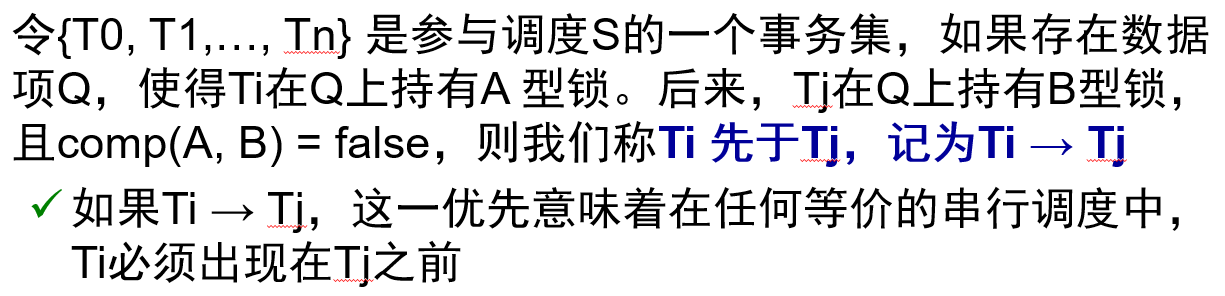 令{T0, T1,…, Tn} 是参与调度S的一个事务集，如果存在数据
项Q，使得Ti在Q上持有A 型锁。后来，Tj在Q上持有B型锁，
且comp(A, B) = false，则我们称Ti 先于Tj，记为Ti → Tj
✓ 如果Ti → Tj，这一优先意味着在任何等价的串行调度中，
Ti必须出现在Tj之前